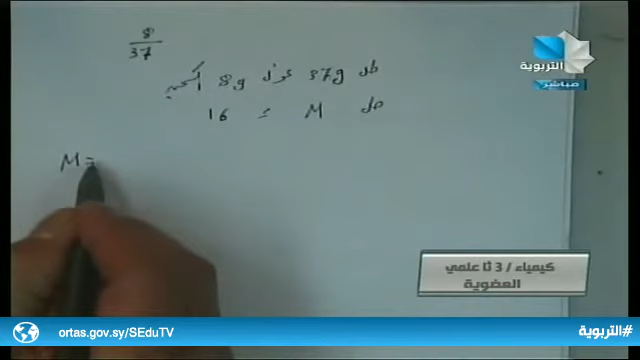 8
37
كل 37g تحوي 8g أكسجين
كل M = 16
M =
التربوية
مباشر
كيمياء / 3 ثا علمي
العضوية
ortas.gov.sy/SEduTV
#التربوية